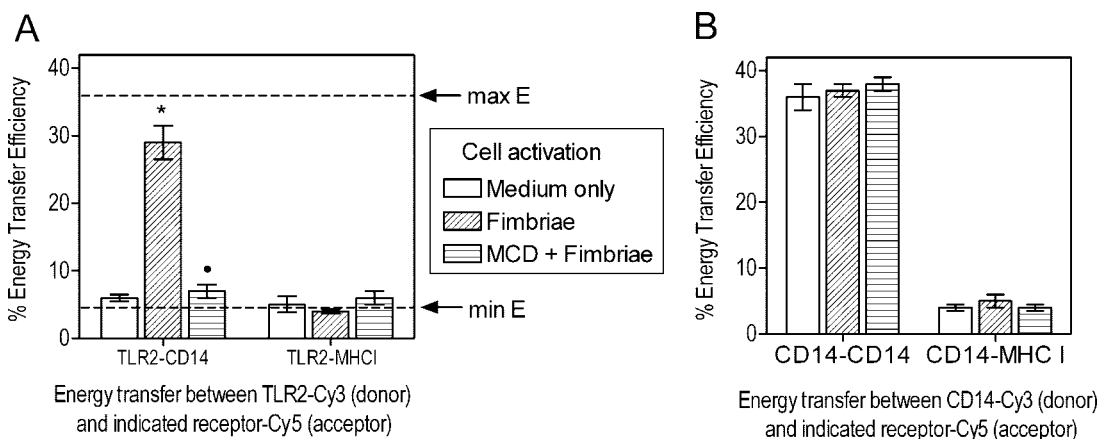 A
% Energy Transfer Efficiency
40
30
20
10
0
*
•
max E
min E
TLR2-CD14
TLR2-MHCI
Energy transfer between TLR2-Cy3 (donor)
and indicated receptor-Cy5 (acceptor)
Cell activation
Medium only
Fimbriae
MCD + Fimbriae
B
% Energy Transfer Efficiency
40
30
20
10
0
CD14-CD14
CD14-MHC I
Energy transfer between CD14-Cy3 (donor)
and indicated receptor-Cy5 (acceptor)